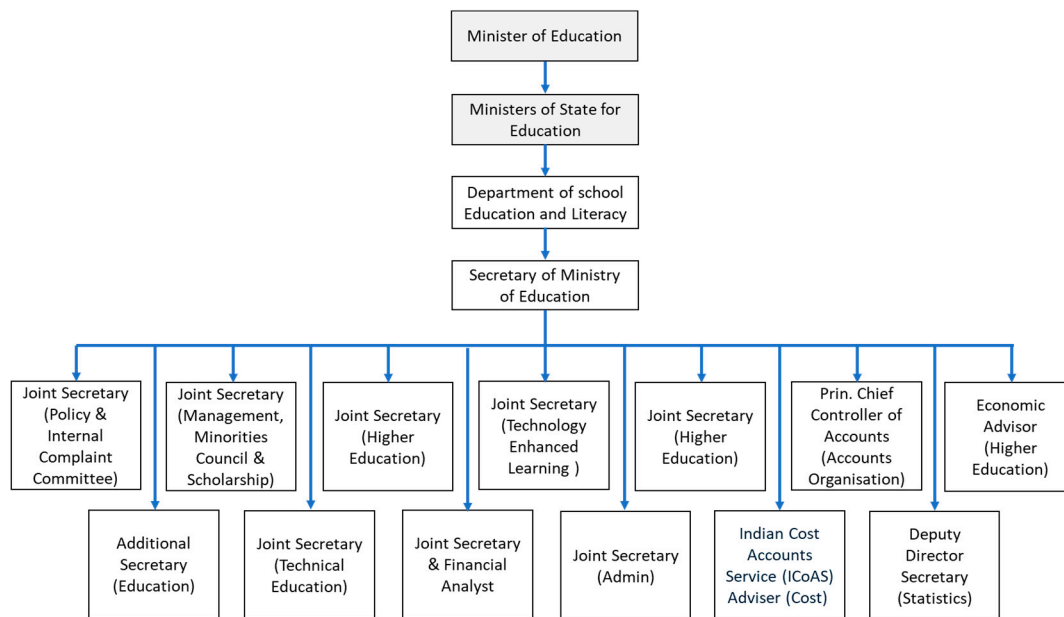 Minister of Education
Ministers of State for
Education
Department of school
Education and Literacy
Secretary of Ministry
of Education
Joint Secretary
(Policy &
Internal
Complaint
Committee)
Joint Secretary
(Management,
Minorities
Council &
Scholarship)
Joint Secretary
(Higher
Education)
Joint Secretary
(Technology
Enhanced
Learning )
Joint Secretary
(Higher
Education)
Prin. Chief
Controller of
Accounts
(Accounts
Organisation)
Economic
Advisor
(Higher
Education)
Additional
Secretary
(Education)
Joint Secretary
(Technical
Education)
Joint Secretary
& Financial
Analyst
Joint Secretary
(Admin)
Indian Cost
Accounts
Service (ICoAS)
Adviser (Cost)
Deputy
Director
Secretary
(Statistics)